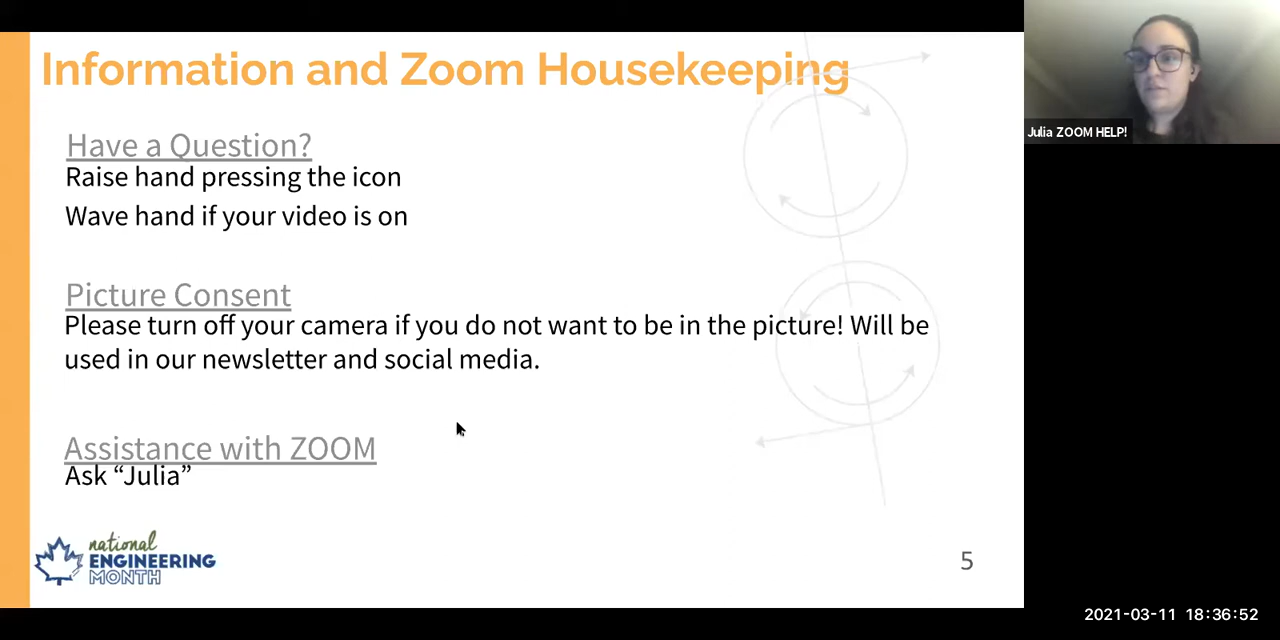 Information and Zoom Housekeeping
Have a Question?
Raise hand pressing the icon
Wave hand if your video is on
Picture Consent
Please turn off your camera if you do not want to be in the picture! Will be
used in our newsletter and social media.
Assistance with ZOOM
Ask “Julia”
national
ENGINEERING
MONTH
5
Julia ZOOM HELP!
2021-03-11 18:36:52